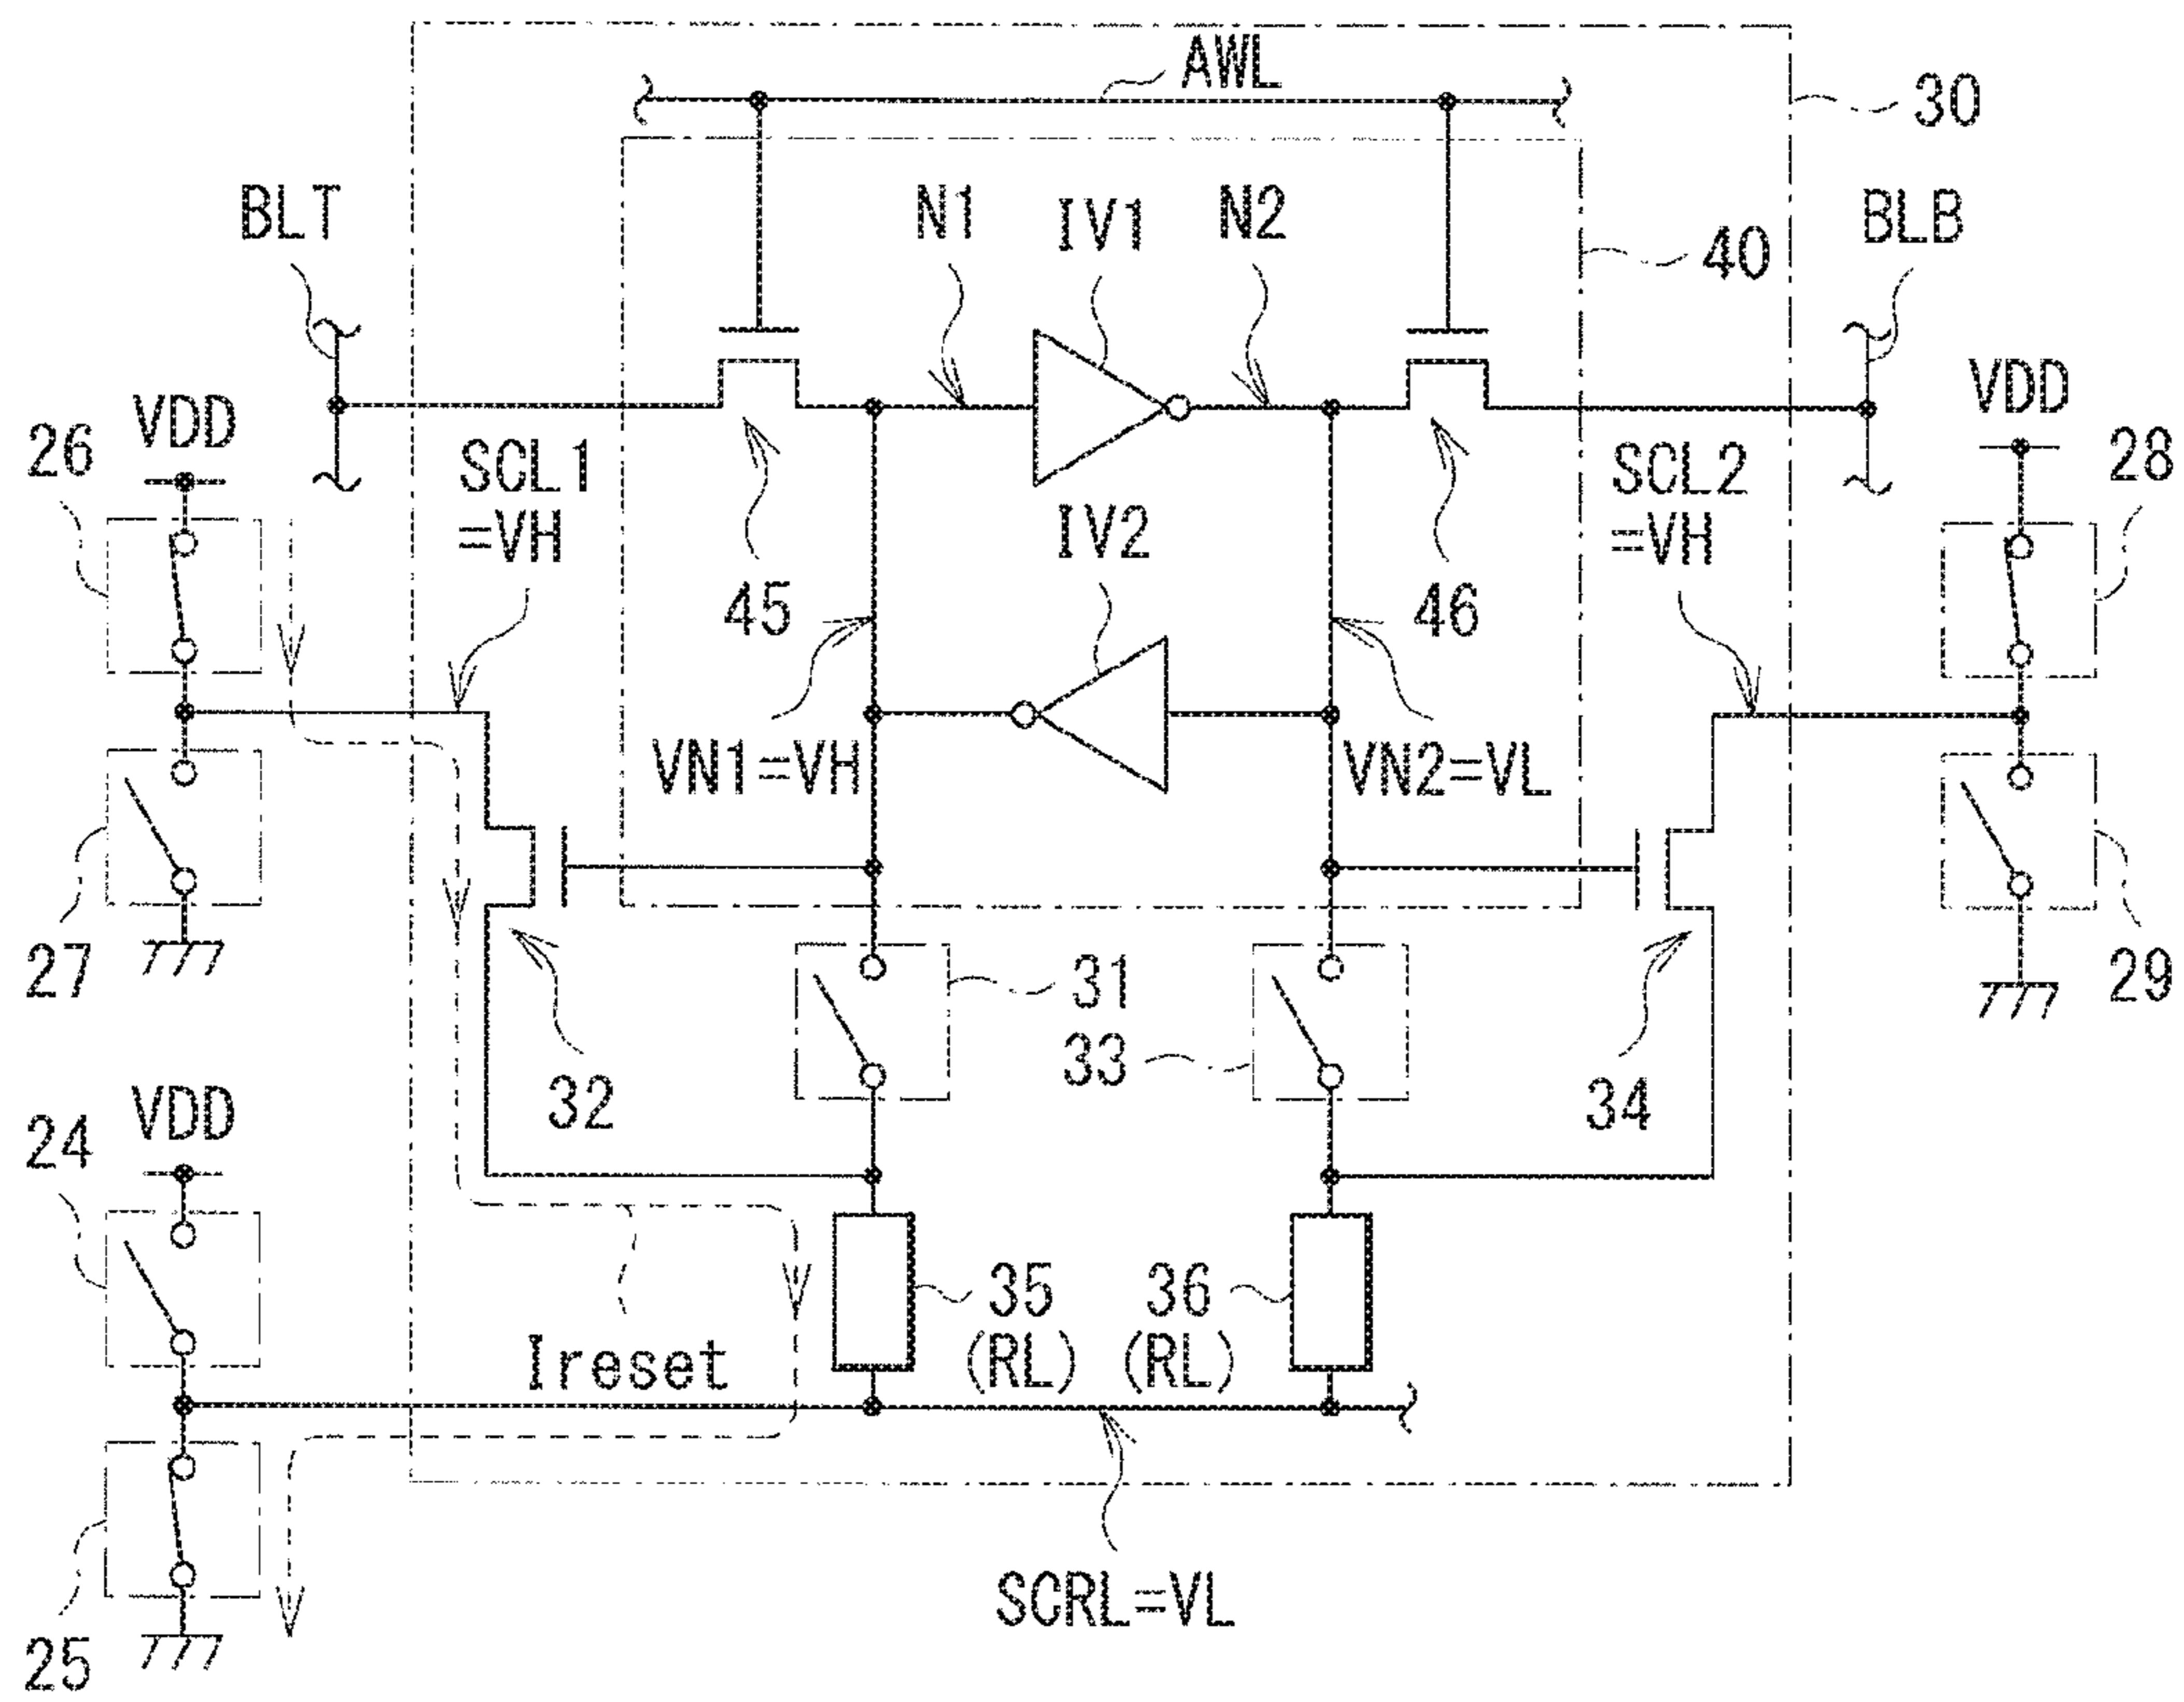 AWL
30
BLT
N1
IV1
N2
40
BLB
VDD
26
SCL1
=VH
45
IV2
46
SCL2
=VH
VDD
28
VN1=VH
VN2=VL
27
32
31
33
34
29
VDD
24
35
(RL)
36
(RL)
Ireset
25
SCRL=VL